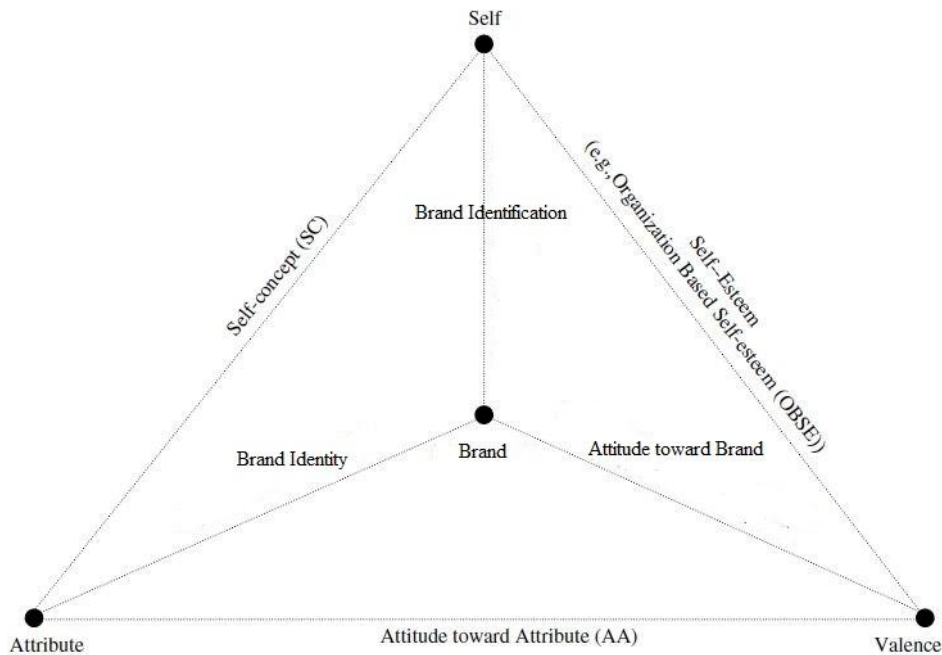 Self
Self-concept (SC)
Brand Identification
Self-Esteem
(e.g.,Organization Based Self-esteem (OBSE))
Brand Identity
Brand
Attitude toward Brand
Attribute
Attitude toward Attribute (AA)
Valence